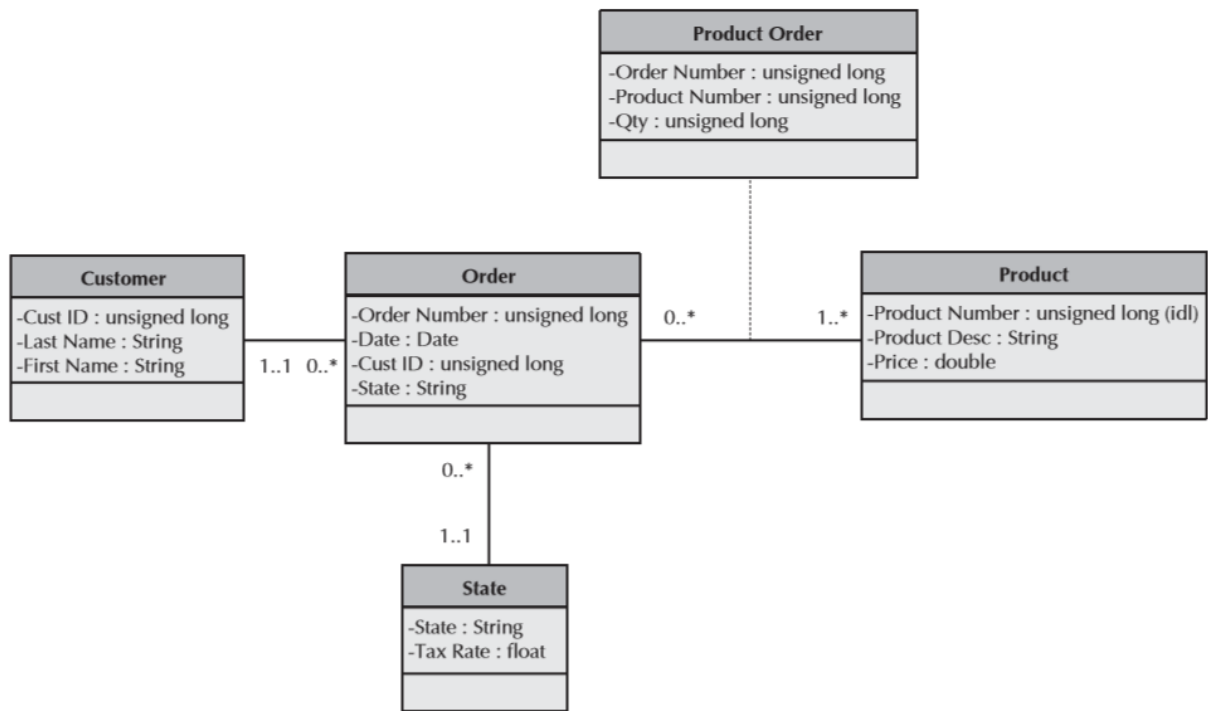 Product Order
-Order Number : unsigned long
-Product Number : unsigned long
-Qty : unsigned long
Customer
-Cust ID : unsigned long
-Last Name : String
-First Name : String
1..1 0..*
Order
-Order Number : unsigned long
-Date : Date
-Cust ID : unsigned long
-State : String
0..* 1..*
Product
-Product Number : unsigned long (idl)
-Product Desc : String
-Price : double
0..*
1..1
State
-State : String
-Tax Rate : float